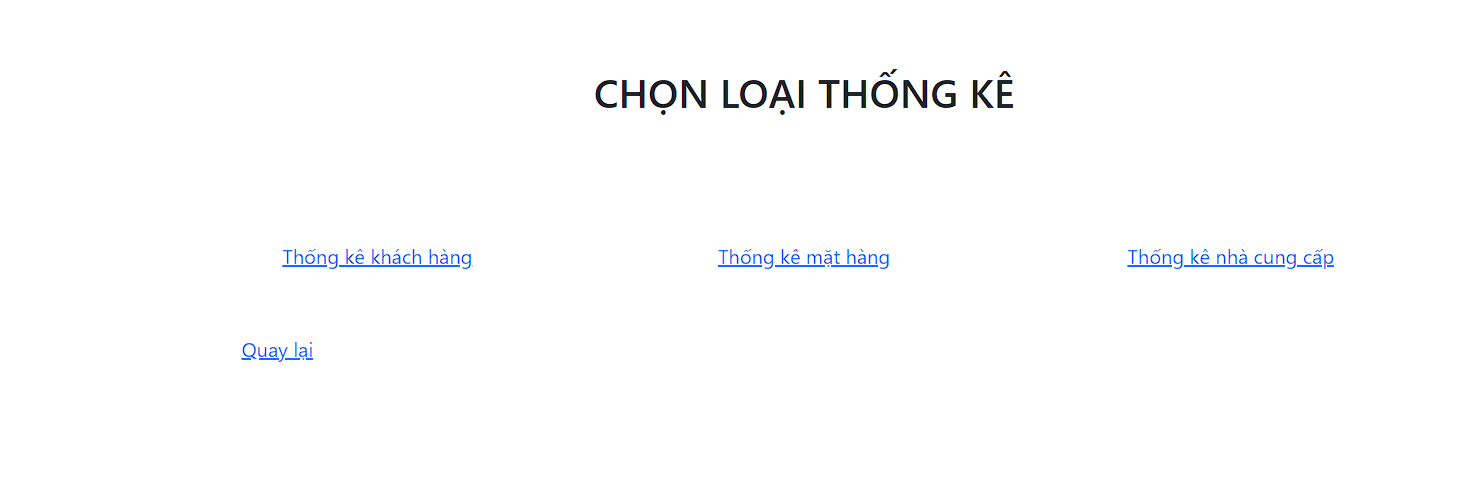 CHỌN LOẠI THỐNG KÊ
Thống kê khách hàng
Thống kê mặt hàng
Thống kê nhà cung cấp
Quay lại